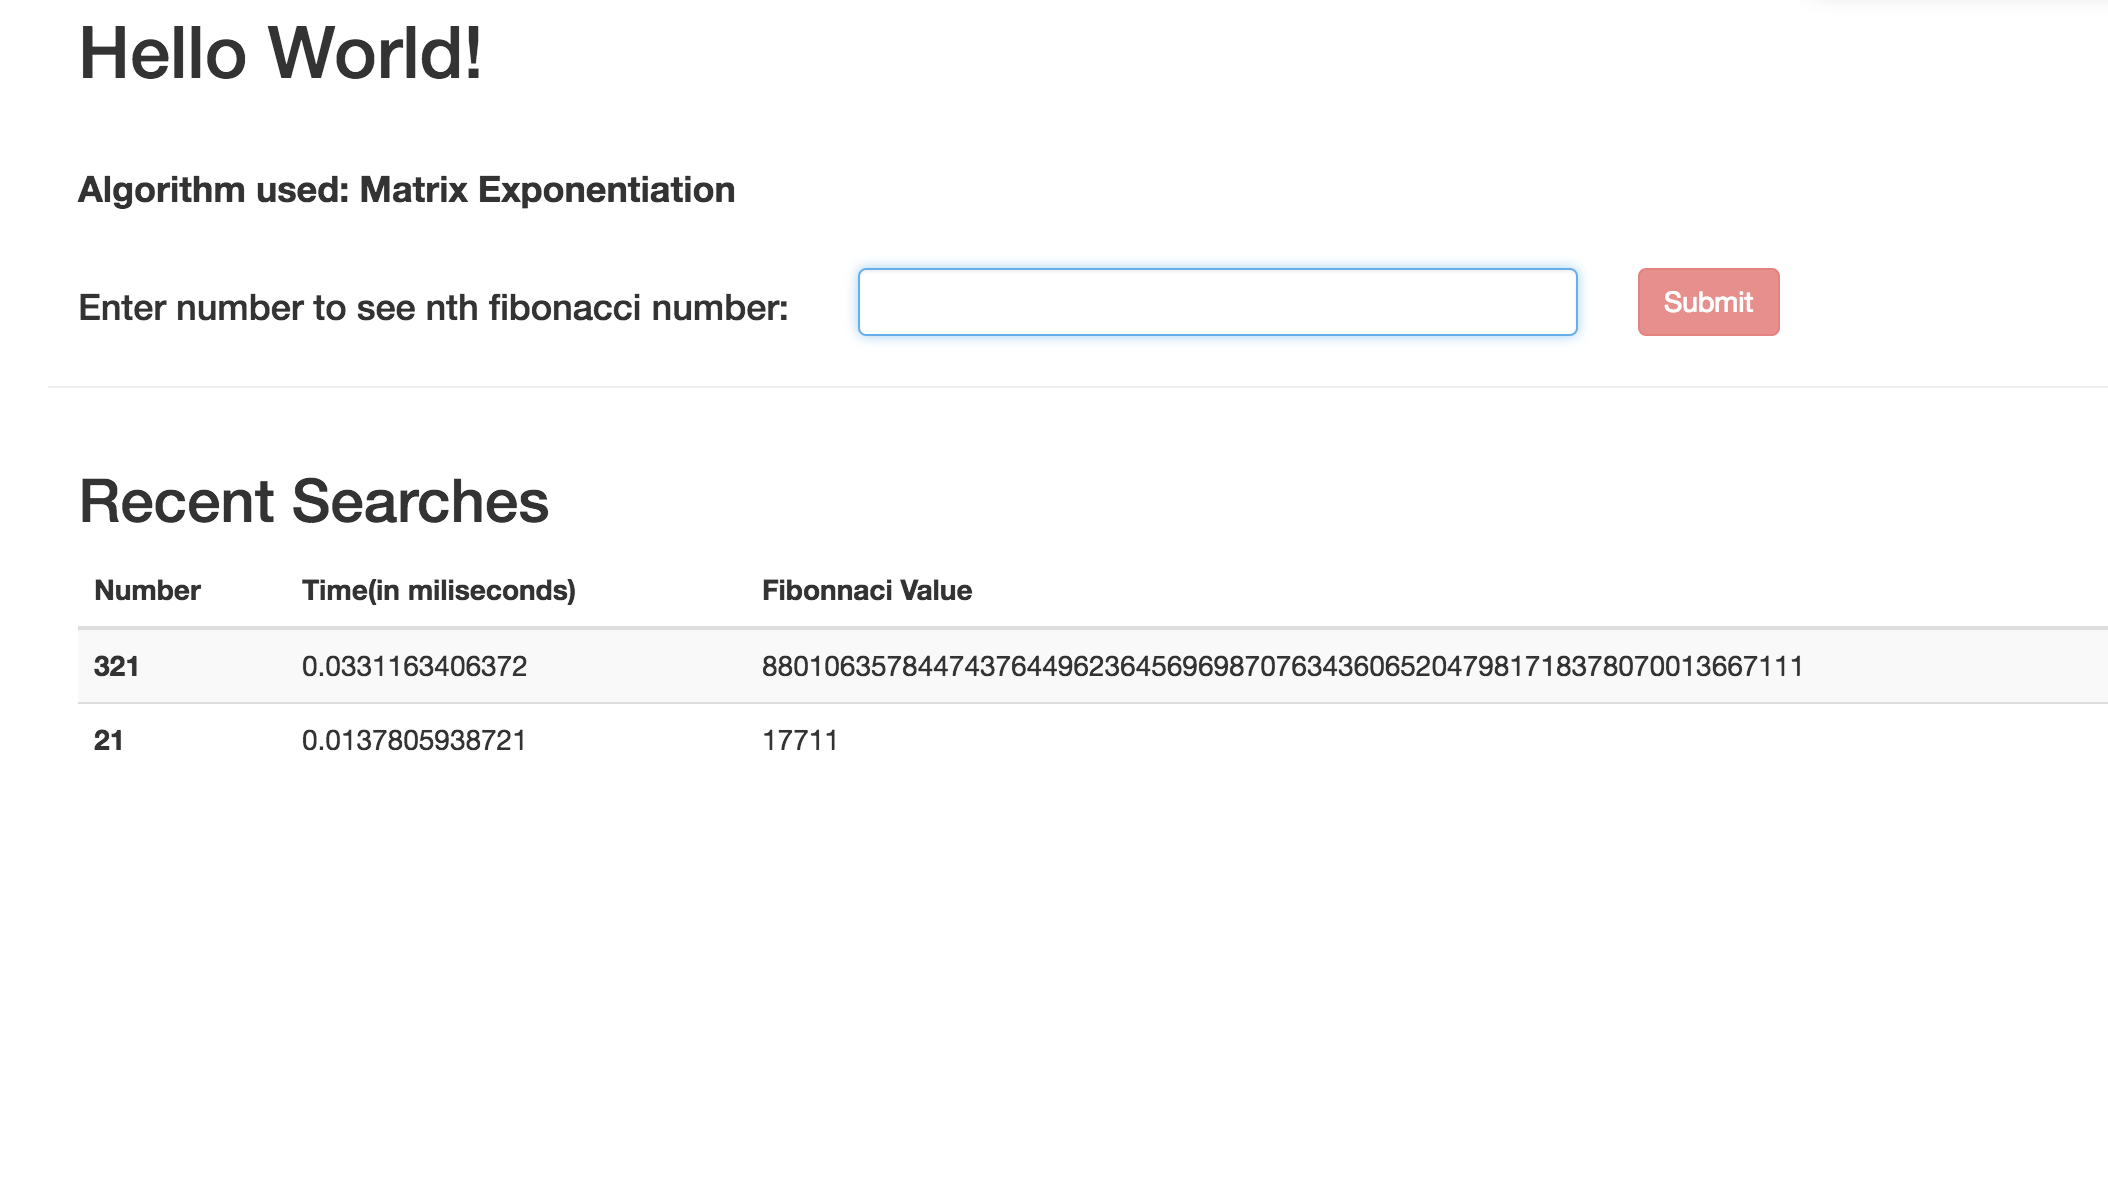 Hello World!
Algorithm used: Matrix Exponentiation
Enter number to see nth fibonacci number:
Submit
Recent Searches
Number Time(in miliseconds) Fibonnaci Value
321 0.0331163406372 8801063578447437644962364569698707634360652047981718378070013667111
21 0.0137805938721 17711